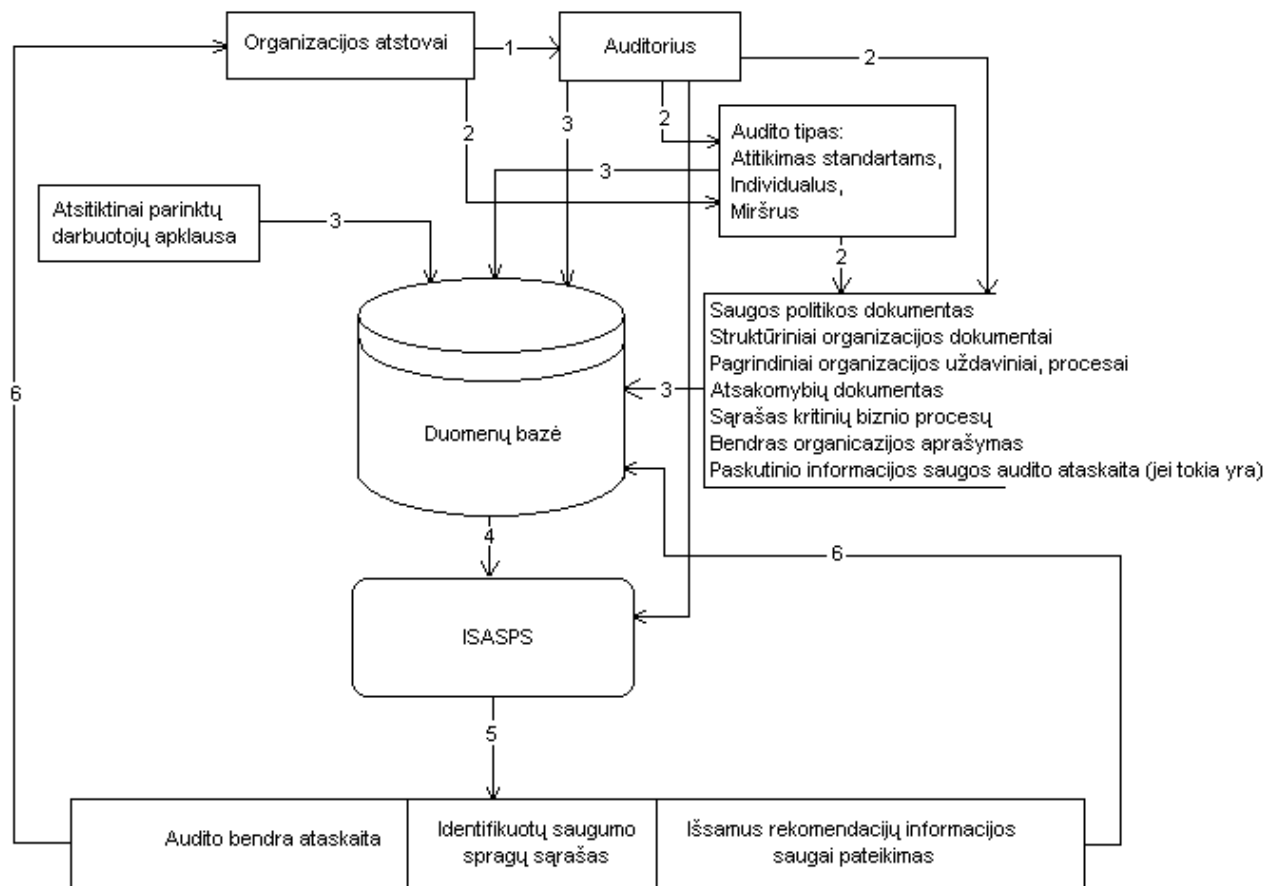 Organizacijos atstovai
1
Auditorius
2
2
3
2
Audito tipas:
Atitikimas standartams,
Individualus,
Miršrus
3
Atsitiktinai parinktų
darbuotojų apklausa
3
2
Saugos politikos dokumentas
Struktūriniai organizacijos dokumentai
Pagrindiniai organizacijos uždaviniai, procesai
Atsakomybių dokumentas
Sąrašas kritinių biznio procesų
Bendras organicazijos aprašymas
Paskutinio informacijos saugos audito ataskaita (jei tokia yra)
3
6
Duomenų bazė
4
6
ISASPS
5
Audito bendra ataskaita
Identifikuotų saugumo
spragų sąrašas
Išsamus rekomendacijų informacijos
saugai pateikimas